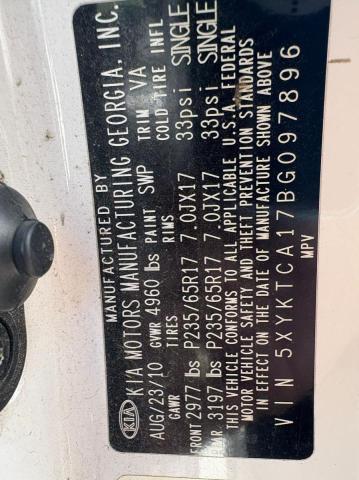 MANUFACTURED BY
KIA KIA MOTORS MANUFACTURING GEORGIA, INC.
AUG/23/10 GVWR 4960 lbs PAINT SWP TRIM VA
GAWR TIRES RIMS COLD TIRE INFL
FRONT 2977 lbs P235/65R17 7.0JX17 33psi SINGLE
REAR 3197 lbs P235/65R17 7.0JX17 33psi SINGLE
THIS VEHICLE CONFORMS TO ALL APPLICABLE U.S. FEDERAL
MOTOR VEHICLE SAFETY AND THEFT PREVENTION STANDARDS
IN EFFECT ON THE DATE OF MANUFACTURE SHOWN ABOVE
VIN 5XYKTCA17BG097896
MPV